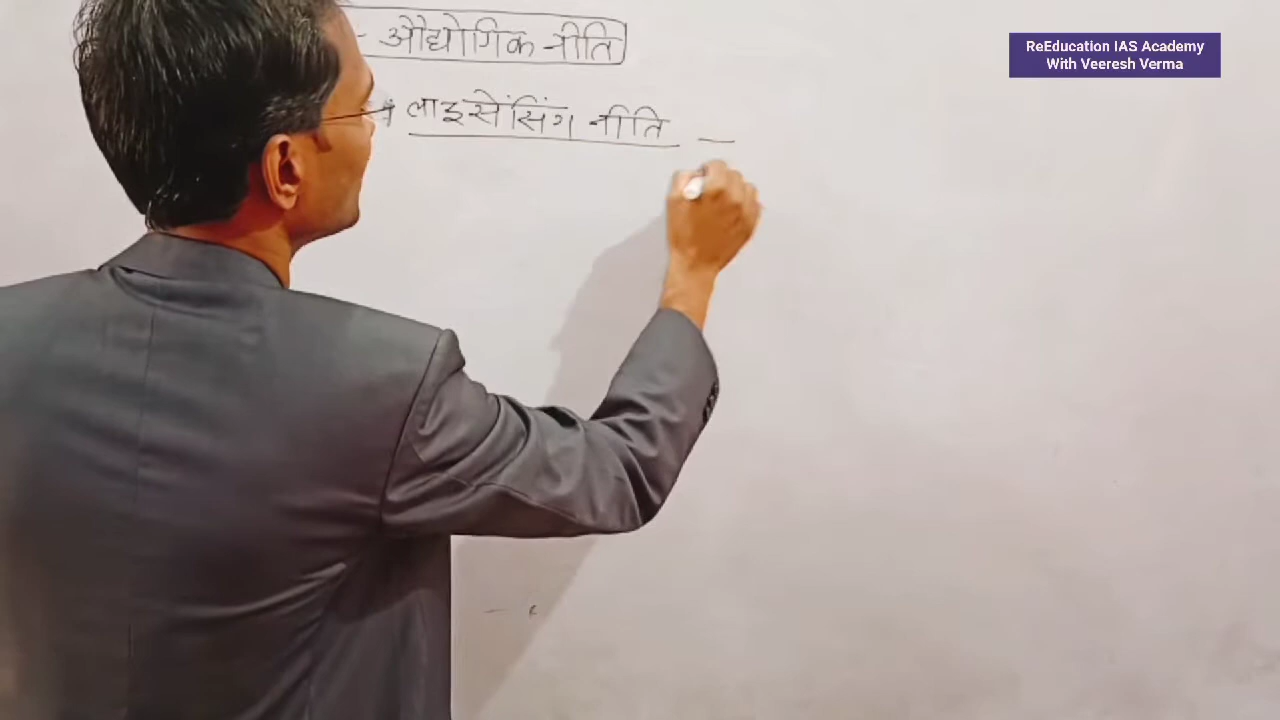 ReEducation IAS Academy
With Veeresh Verma
- औद्योगिक नीति
लाइसेंसिंग नीति —